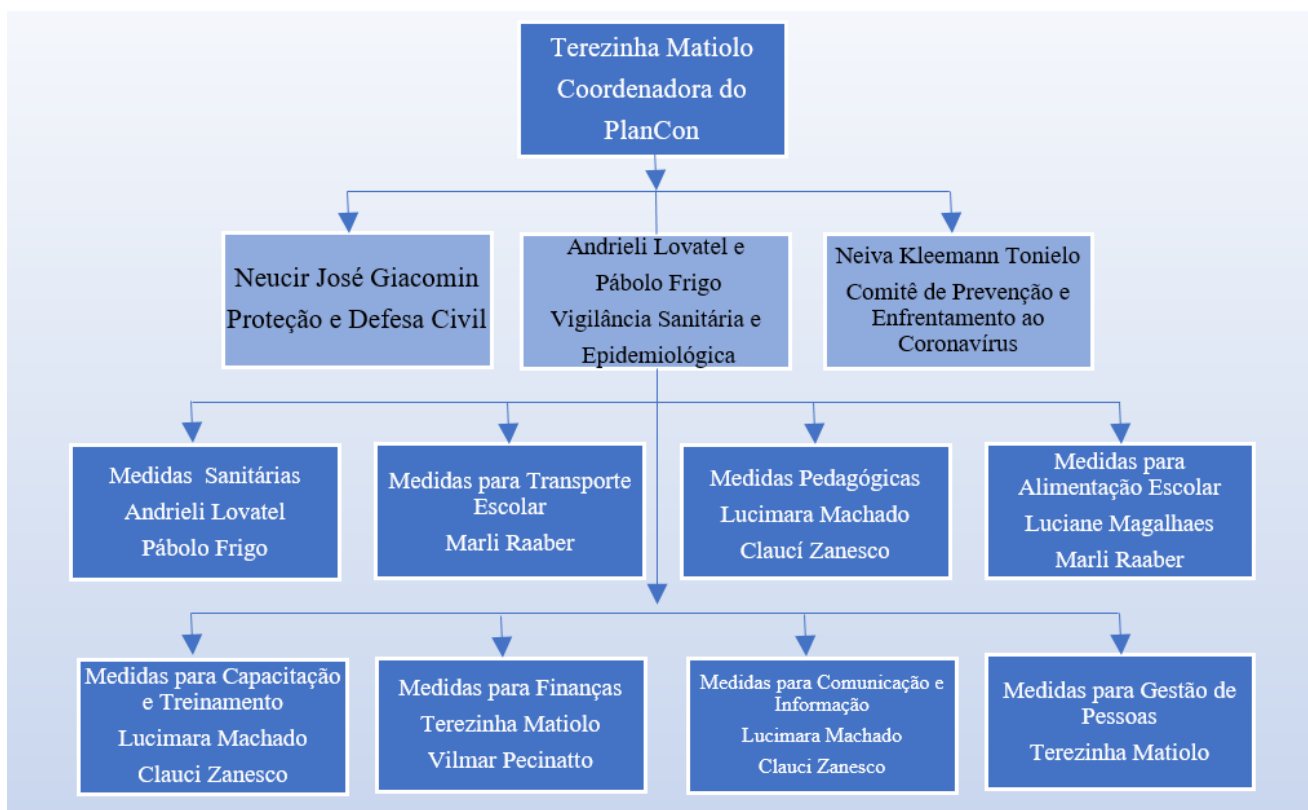 Terezinha Matiolo
Coordenadora do
PlanCon
Neucir José Giacomin
Proteção e Defesa Civil
Andrieli Lovatel e
Pábolo Frigo
Vigilância Sanitária e
Epidemiológica
Neiva Kleemann Tonielo
Comitê de Prevenção e
Enfrentamento ao
Coronavírus
Medidas Sanitárias
Andrieli Lovatel
Pábolo Frigo
Medidas para Transporte
Escolar
Marli Raaber
Medidas Pedagógicas
Lucimara Machado
Claucí Zanesco
Medidas para
Alimentação Escolar
Luciane Magalhaes
Marli Raaber
Medidas para Capacitação
e Treinamento
Lucimara Machado
Clauci Zanesco
Medidas para Finanças
Terezinha Matiolo
Vilmar Pecinatto
Medidas para Comunicação e
Informação
Lucimara Machado
Clauci Zanesco
Medidas para Gestão de
Pessoas
Terezinha Matiolo